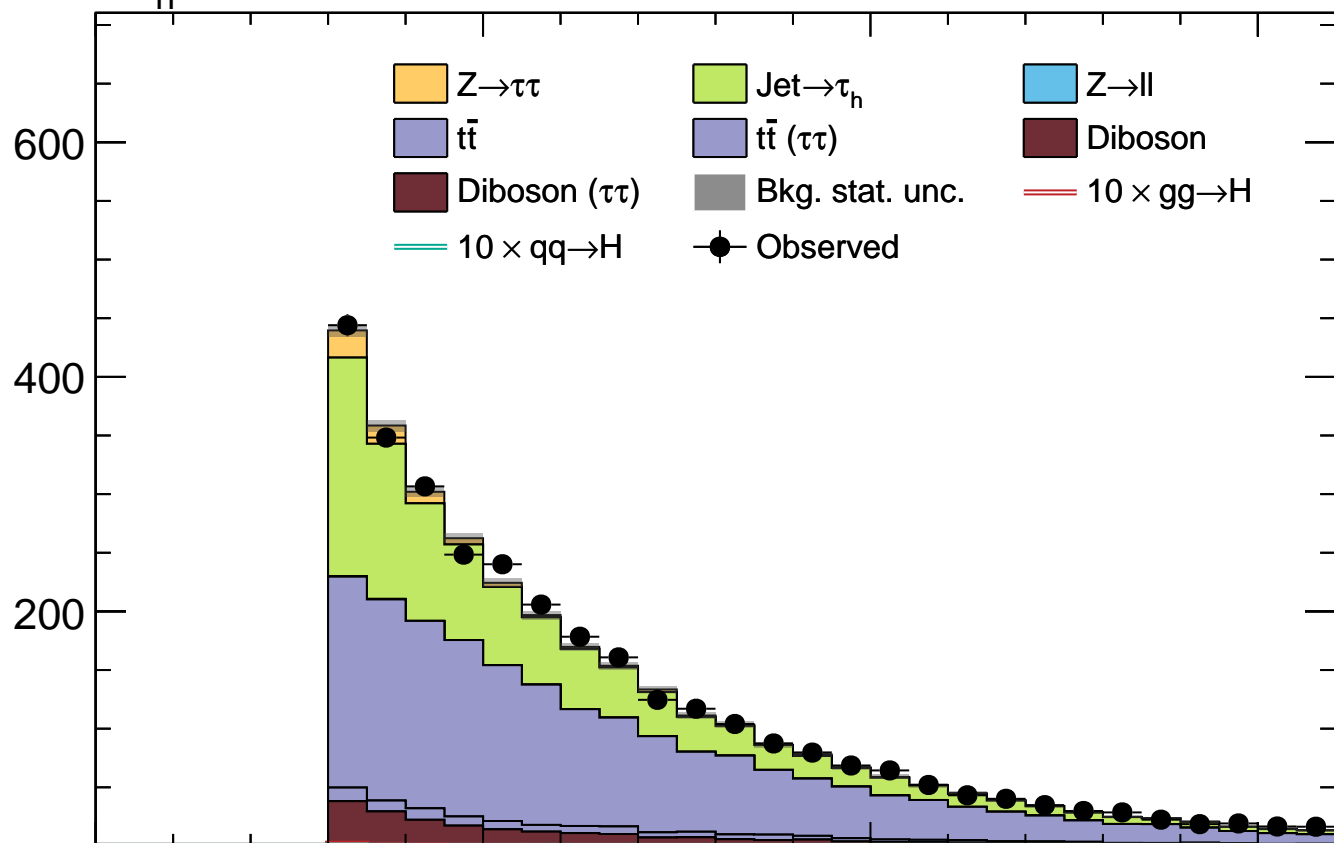 Z→ττ Jet→τh Z→ll
tt̄ tt̄ (ττ) Diboson
Diboson (ττ) Bkg. stat. unc. 10 × gg→H
10 × qq→H Observed
600
400
200